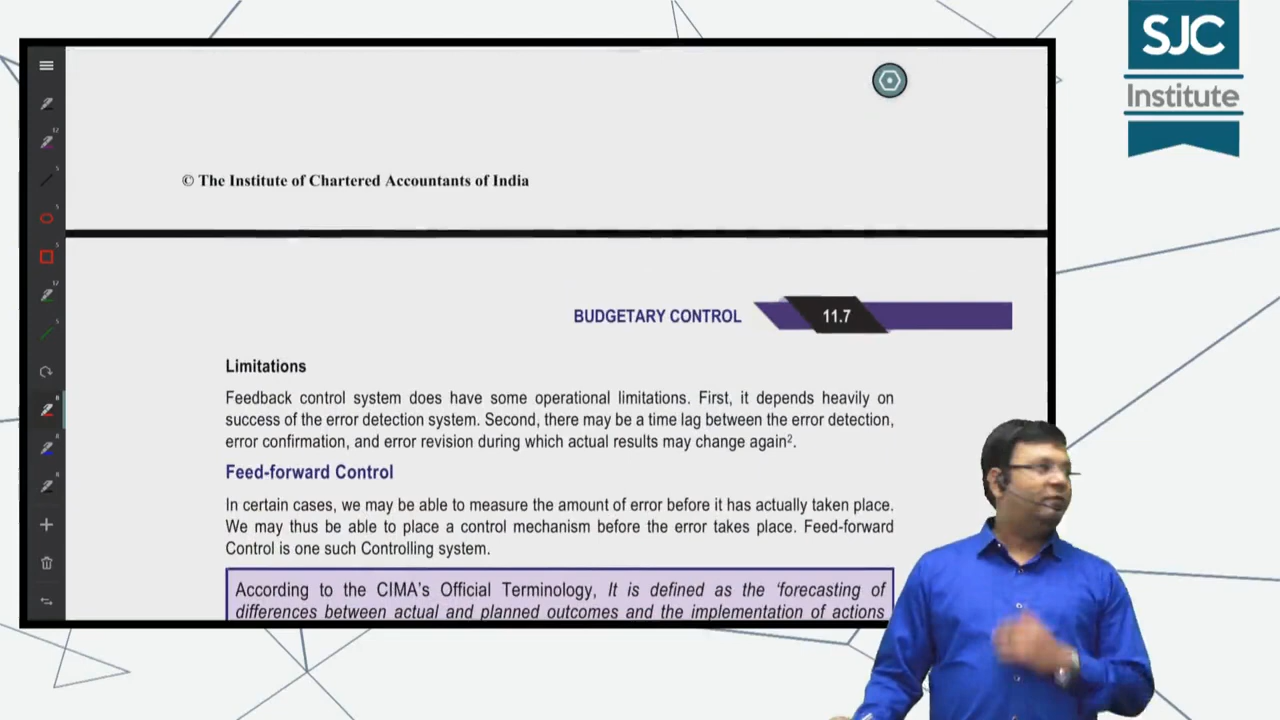 SJC
Institute
© The Institute of Chartered Accountants of India
BUDGETARY CONTROL 11.7
Limitations
Feedback control system does have some operational limitations. First, it depends heavily on
success of the error detection system. Second, there may be a time lag between the error detection,
error confirmation, and error revision during which actual results may change again².
Feed-forward Control
In certain cases, we may be able to measure the amount of error before it has actually taken place.
We may thus be able to place a control mechanism before the error takes place. Feed-forward
Control is one such Controlling system.
According to the CIMA's Official Terminology, It is defined as the ‘forecasting of
differences between actual and planned outcomes and the implementation of actions